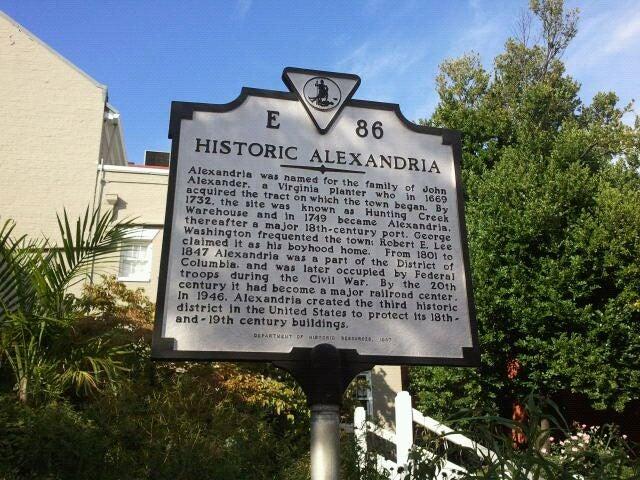 E 86
HISTORIC ALEXANDRIA
Alexandria was named for the family of John
Alexander, a Virginia planter who in 1669
acquired the tract on which the town began. By
1732, the site was known as Hunting Creek
Warehouse and in 1749 became Alexandria,
thereafter a major 18th-century port. George
Washington frequented the town; Robert E. Lee
claimed it as his boyhood home. From 1801 to
1847 Alexandria was a part of the District of
Columbia, and was later occupied by Federal
troops during the Civil War. By the 20th
century it had become a major railroad center.
In 1946, Alexandria created the third historic
district in the United States to protect its 18th-
and-19th century buildings.
DEPARTMENT OF HISTORIC RESOURCES, 1997